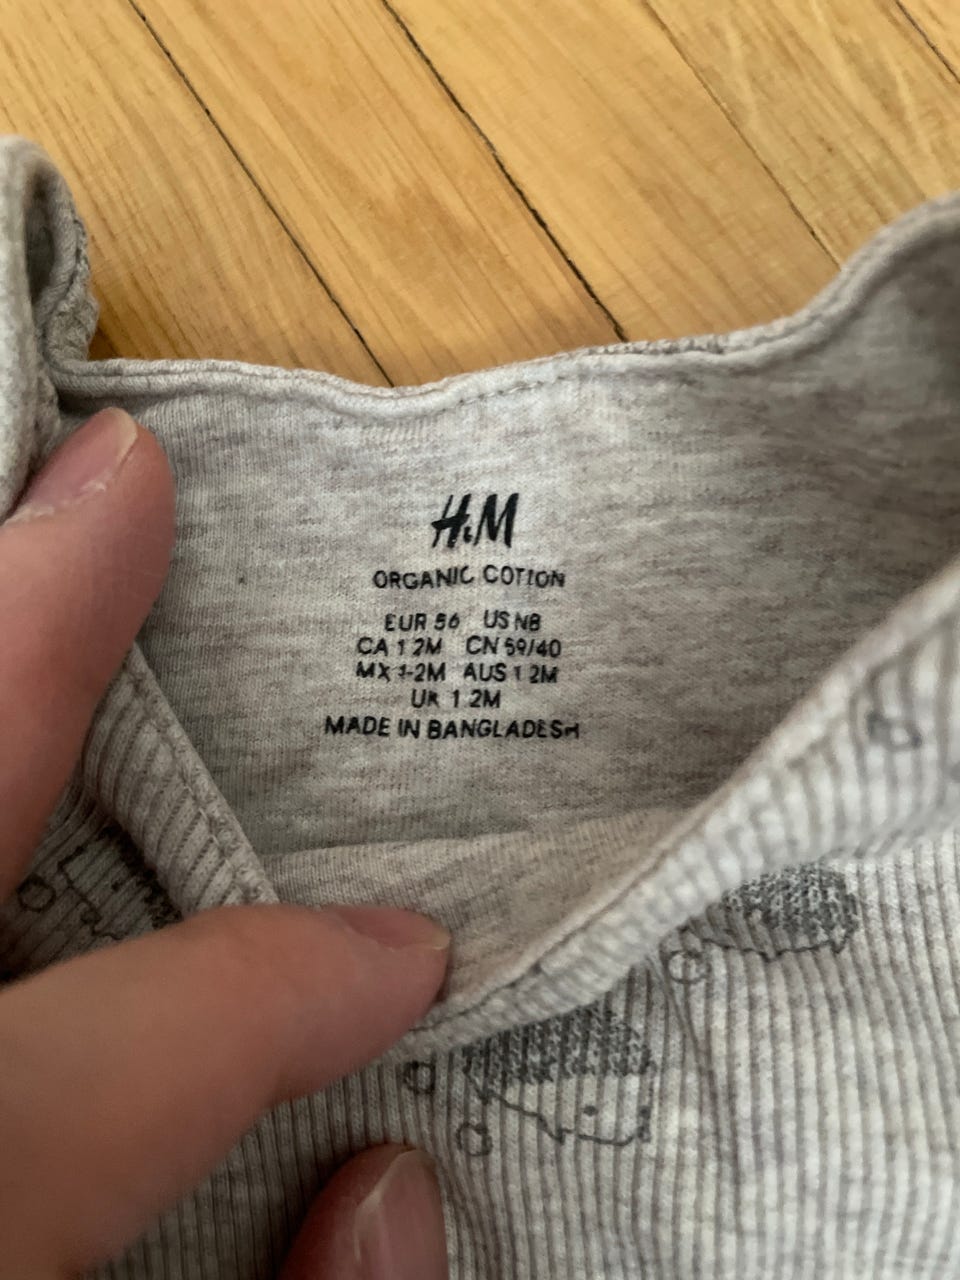 H&M
ORGANIC COTTON
EUR 56 US NB
CA 1 2M CN 59/40
MX 1-2M AUS 1 2M
UK 1 2M
MADE IN BANGLADESH